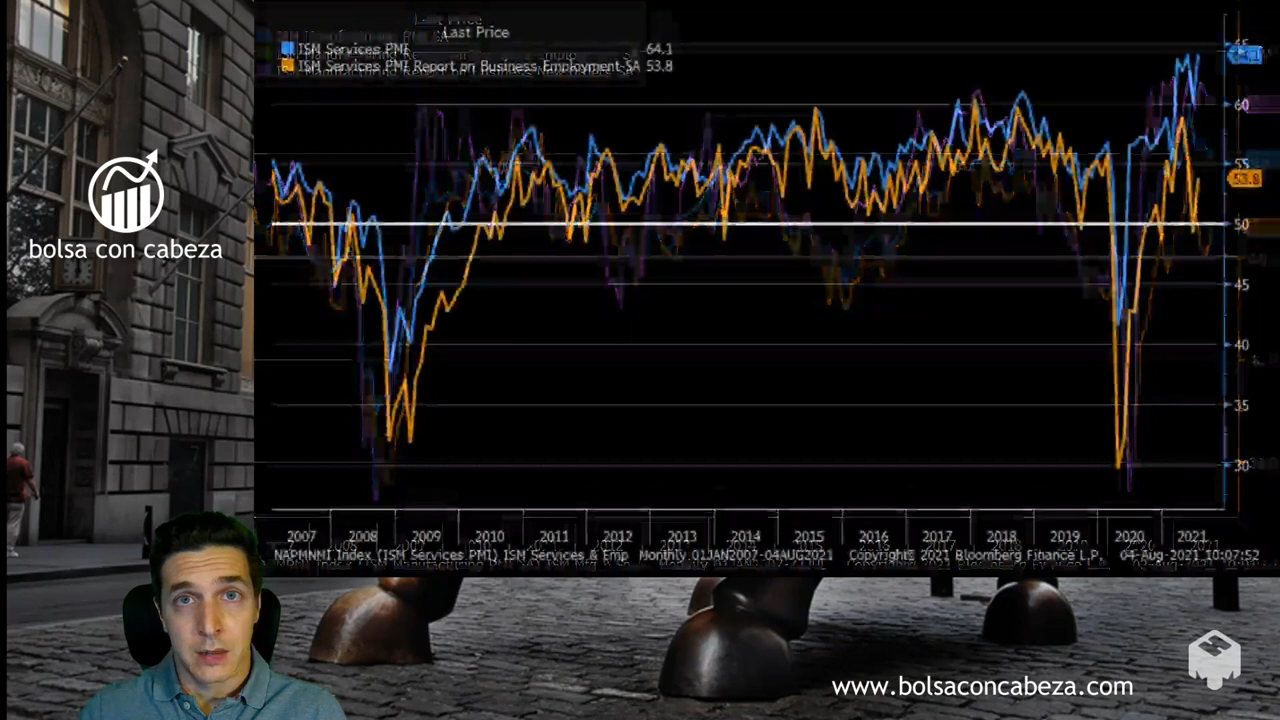 Last Price
ISM Services PMI 64.1
ISM Services PMI Report on Business Employment SA 53.8
65
60
55
53.8
50
45
40
35
30
bolsa con cabeza
2007 2008 2009 2010 2011 2012 2013 2014 2015 2016 2017 2018 2019 2020 2021
NAPMNMI Index (ISM Services PMI) ISM Services & Emp Monthly 01JAN2007-04AUG2021 Copyright© 2021 Bloomberg Finance L.P. 04-Aug-2021 10:07:52
www.bolsaconcabeza.com